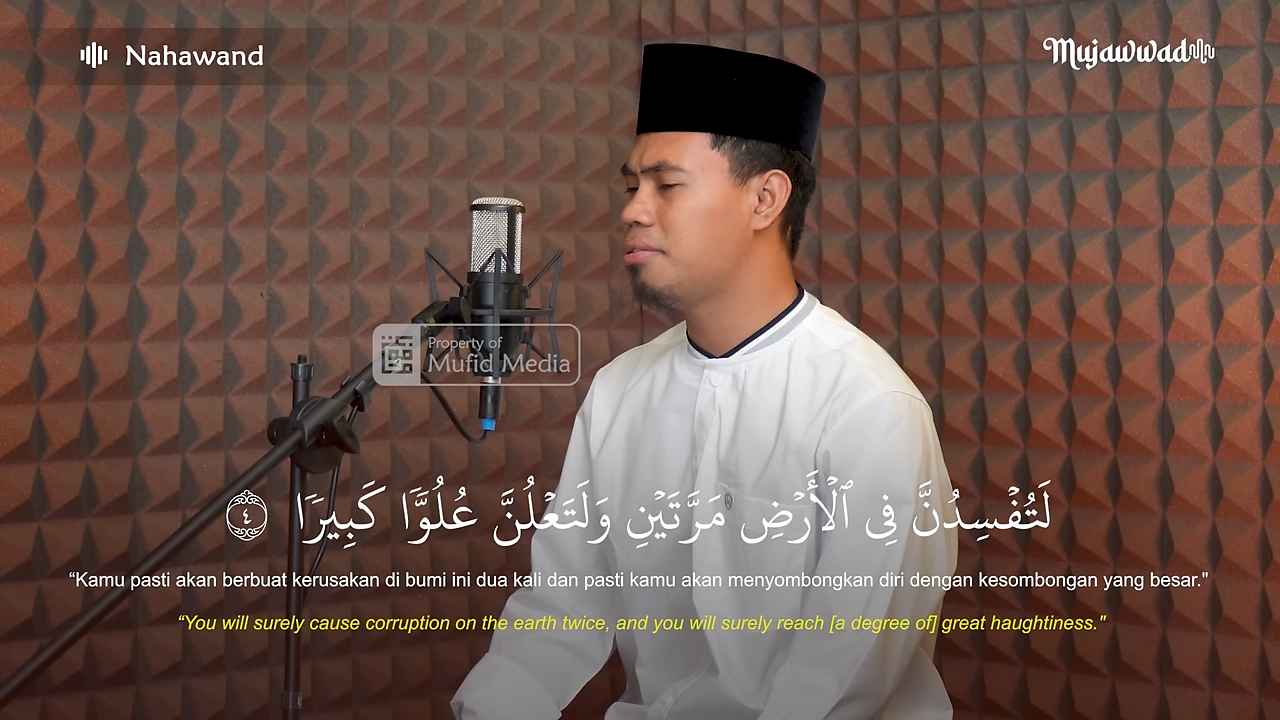 Nahawand
Mujawwad
Property of
Mufid Media
لَتُفْسِدُنَّ فِي ٱلْأَرْضِ مَرَّتَيْنِ وَلَتَعْلُنَّ عُلُوًّا كَبِيرًا ٤
“Kamu pasti akan berbuat kerusakan di bumi ini dua kali dan pasti kamu akan menyombongkan diri dengan kesombongan yang besar."
“You will surely cause corruption on the earth twice, and you will surely reach [a degree of] great haughtiness."